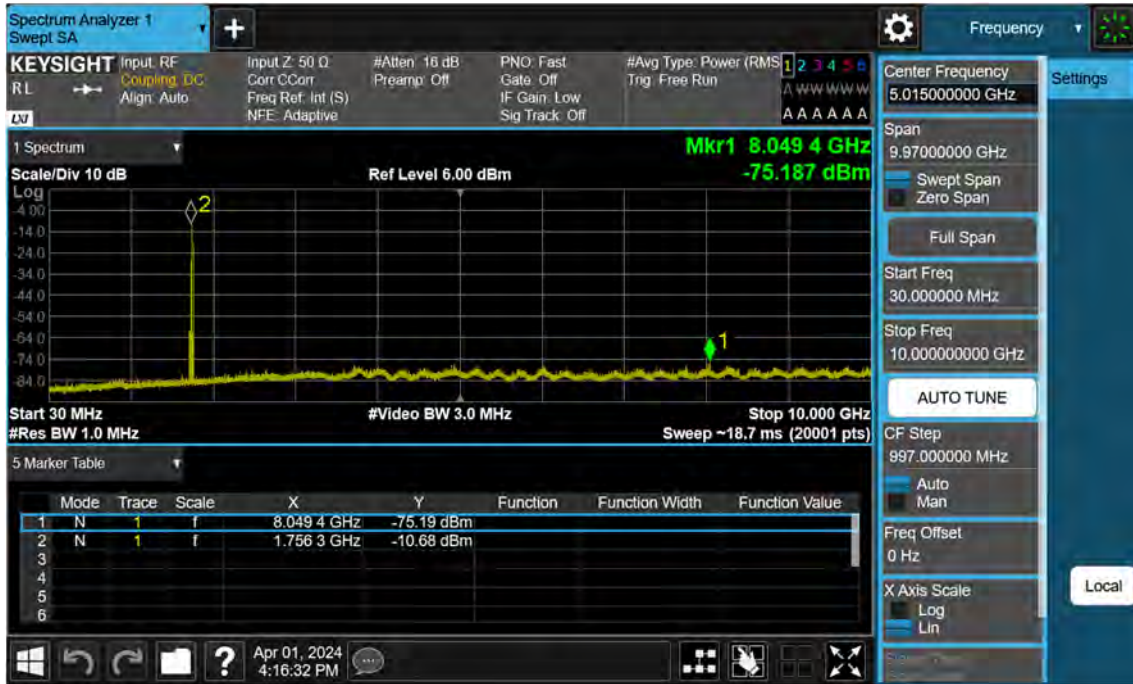 Spectrum Analyzer 1
Swept SA
+
Frequency
KEYSIGHT
RL
LXI
Input: RF
Coupling: DC
Align: Auto
Input Z: 50 Ω
Corr CCorr
Freq Ref: Int (S)
NFE: Adaptive
#Atten: 16 dB
Preamp: Off
PNO: Fast
Gate: Off
IF Gain: Low
Sig Track: Off
#Avg Type: Power (RMS
Trig: Free Run
1 2 3 4 5 6
A W W W W W
A A A A A A
1 Spectrum
Mkr1 8.049 4 GHz
Scale/Div 10 dB
Ref Level 6.00 dBm
-75.187 dBm
Log
-4.00
-14.0
-24.0
-34.0
-44.0
-54.0
-64.0
-74.0
-84.0
2
1
Start 30 MHz
#Video BW 3.0 MHz
Stop 10.000 GHz
#Res BW 1.0 MHz
Sweep ~18.7 ms (20001 pts)
5 Marker Table
Mode Trace Scale X Y Function Function Width Function Value
1 N 1 f 8.049 4 GHz -75.19 dBm
2 N 1 f 1.756 3 GHz -10.68 dBm
3
4
5
6
Center Frequency
5.015000000 GHz
Settings
Span
9.97000000 GHz
Swept Span
Zero Span
Full Span
Start Freq
30.000000 MHz
Stop Freq
10.000000000 GHz
AUTO TUNE
CF Step
997.000000 MHz
Auto
Man
Freq Offset
0 Hz
X Axis Scale
Log
Lin
Local
?
Apr 01, 2024
4:16:32 PM